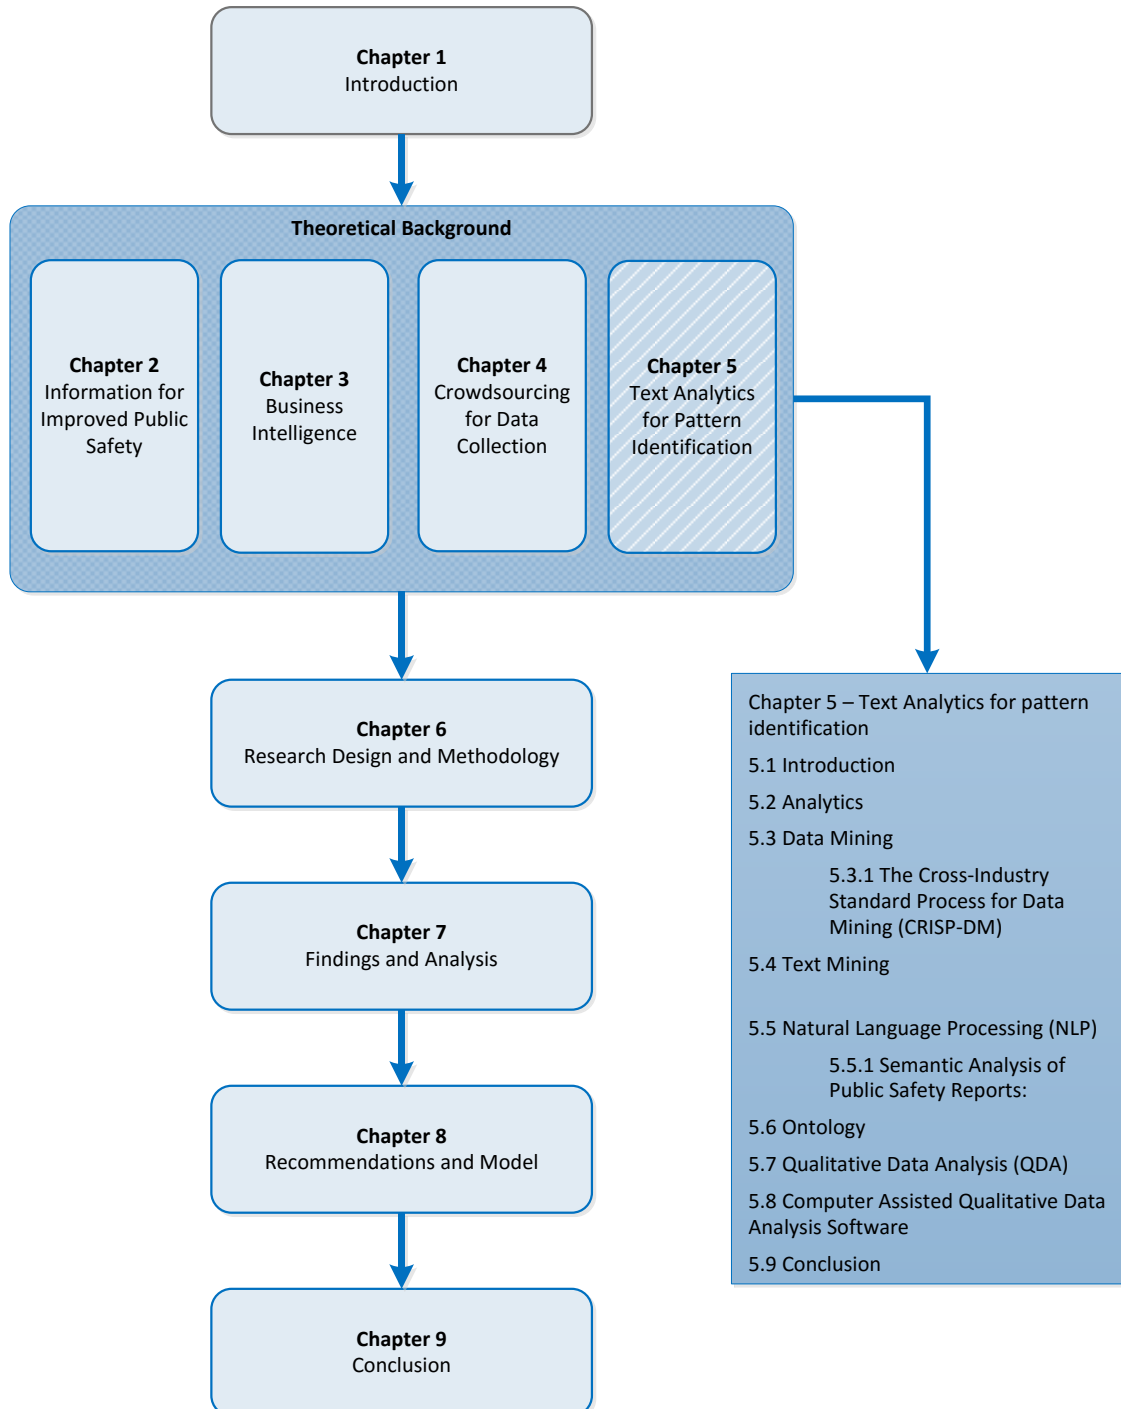 Chapter 1
Introduction
Theoretical Background
Chapter 2
Information for
Improved Public
Safety
Chapter 3
Business
Intelligence
Chapter 4
Crowdsourcing
for Data
Collection
Chapter 5
Text Analytics
for Pattern
Identification
Chapter 6
Research Design and Methodology
Chapter 7
Findings and Analysis
Chapter 8
Recommendations and Model
Chapter 9
Conclusion
Chapter 5 – Text Analytics for pattern
identification
5.1 Introduction
5.2 Analytics
5.3 Data Mining
5.3.1 The Cross-Industry
Standard Process for Data
Mining (CRISP-DM)
5.4 Text Mining
5.5 Natural Language Processing (NLP)
5.5.1 Semantic Analysis of
Public Safety Reports:
5.6 Ontology
5.7 Qualitative Data Analysis (QDA)
5.8 Computer Assisted Qualitative Data
Analysis Software
5.9 Conclusion